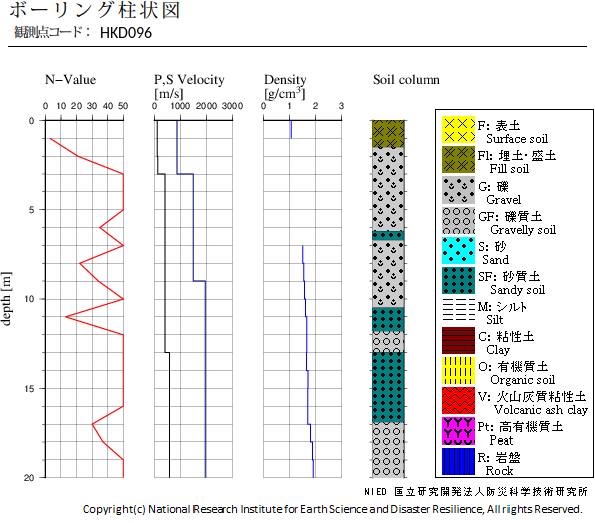 ボーリング柱状図
観測点コード： HKD096
N−Value P,S Velocity Density Soil column
[m/s] [g/cm³]
0 10 20 30 40 50 0 1000 2000 3000 0 1 2 3
0
5
10
15
20
depth [m]
F: 表土
Surface soil
Fl: 埋土・盛土
Fill soil
G: 礫
Gravel
GF: 礫質土
Gravelly soil
S: 砂
Sand
SF: 砂質土
Sandy soil
M: シルト
Silt
C: 粘性土
Clay
O: 有機質土
Organic soil
V: 火山灰質粘性土
Volcanic ash clay
Pt: 高有機質土
Peat
R: 岩盤
Rock
NIED 国立研究開発法人防災科学技術研究所
Copyright(c) National Research Institute for Earth Science and Disaster Resilience, All rights Reserved.